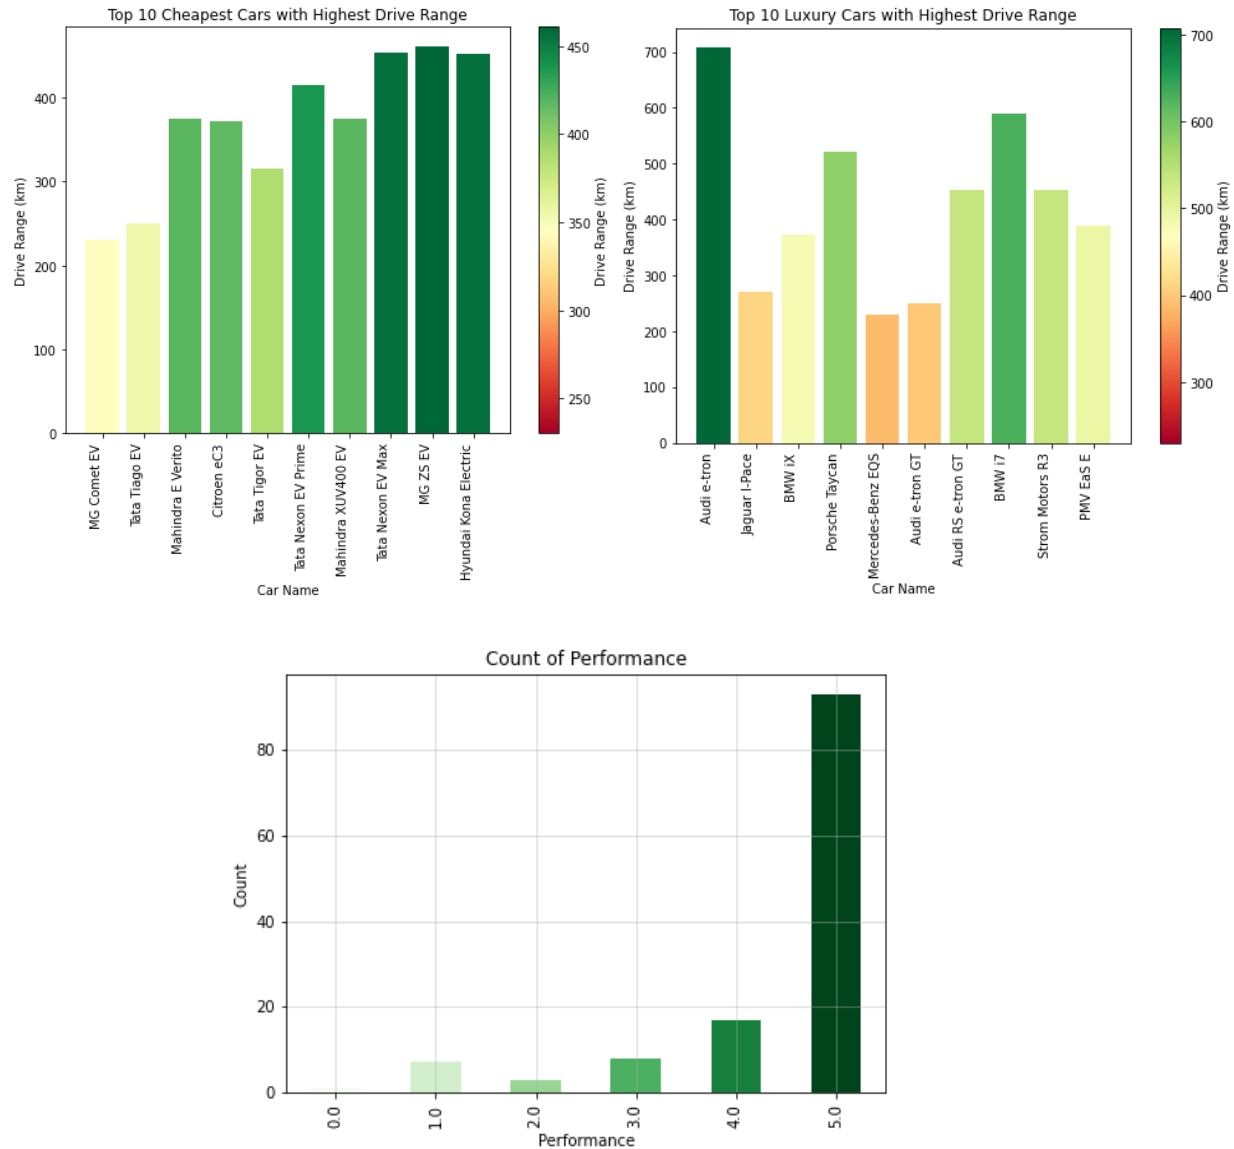 Top 10 Cheapest Cars with Highest Drive Range
Drive Range (km)
400
300
200
100
0
MG Comet EV
Tata Tiago EV
Mahindra E Verito
Citroen eC3
Tata Tigor EV
Tata Nexon EV Prime
Mahindra XUV400 EV
Tata Nexon EV Max
MG ZS EV
Hyundai Kona Electric
Car Name
450
400
350
300
250
Drive Range (km)
Top 10 Luxury Cars with Highest Drive Range
Drive Range (km)
700
600
500
400
300
200
100
0
Audi e-tron
Jaguar I-Pace
BMW iX
Porsche Taycan
Mercedes-Benz EQS
Audi e-tron GT
Audi RS e-tron GT
BMW i7
Strom Motors R3
PMV EaS E
Car Name
700
600
500
400
300
Drive Range (km)
Count of Performance
Count
80
60
40
20
0
0.0
1.0
2.0
3.0
4.0
5.0
Performance